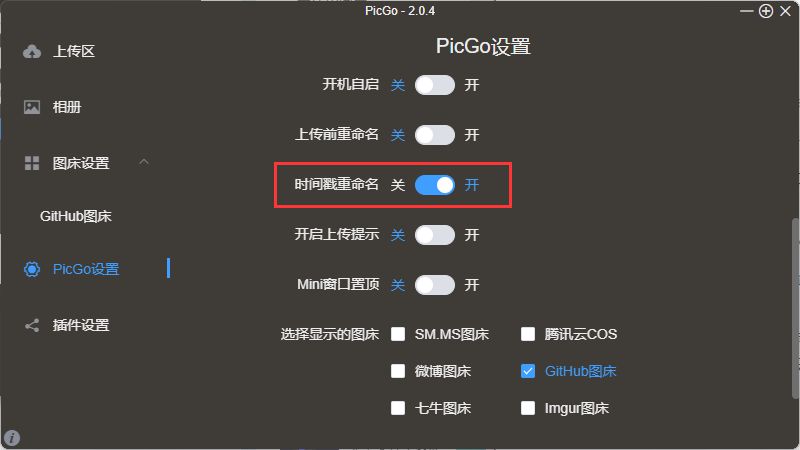 PicGo - 2.0.4
上传区
相册
图床设置
GitHub图床
PicGo设置
插件设置
PicGo设置
开机自启 关 开
上传前重命名 关 开
时间戳重命名 关 开
开启上传提示 关 开
Mini窗口置顶 关 开
选择显示的图床 SM.MS图床 腾讯云COS
微博图床 GitHub图床
七牛图床 Imgur图床